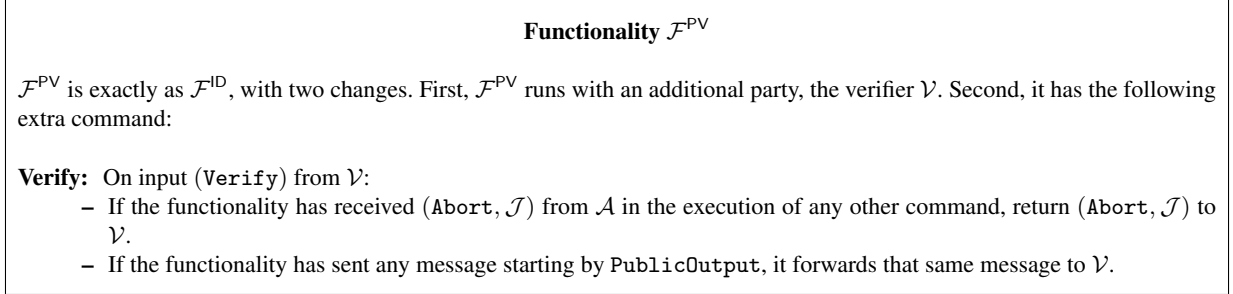 Functionality 𝓕^PV
𝓕^PV is exactly as 𝓕^ID, with two changes. First, 𝓕^PV runs with an additional party, the verifier 𝒱. Second, it has the following
extra command:
Verify: On input (Verify) from 𝒱:
– If the functionality has received (Abort, 𝒥) from 𝒜 in the execution of any other command, return (Abort, 𝒥) to
𝒱.
– If the functionality has sent any message starting by PublicOutput, it forwards that same message to 𝒱.